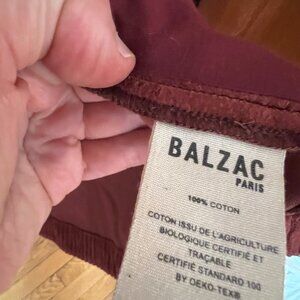 BALZAC
PARIS
100% COTON
COTON ISSU DE L'AGRICULTURE
BIOLOGIQUE CERTIFIÉ ET
TRAÇABLE
CERTIFIÉ STANDARD 100
BY OEKO-TEX®